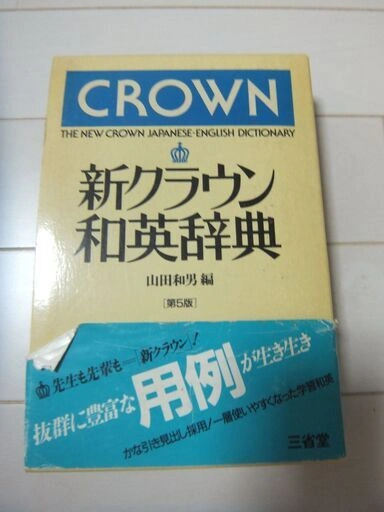 CROWN
THE NEW CROWN JAPANESE-ENGLISH DICTIONARY
新クラウン
和英辞典
山田和男 編
[第5版]
先生も先輩も=「新クラウン」!
抜群に豊富な用例が生き生き
かな引き見出し採用!一層使いやすくなった学習和英
三省堂